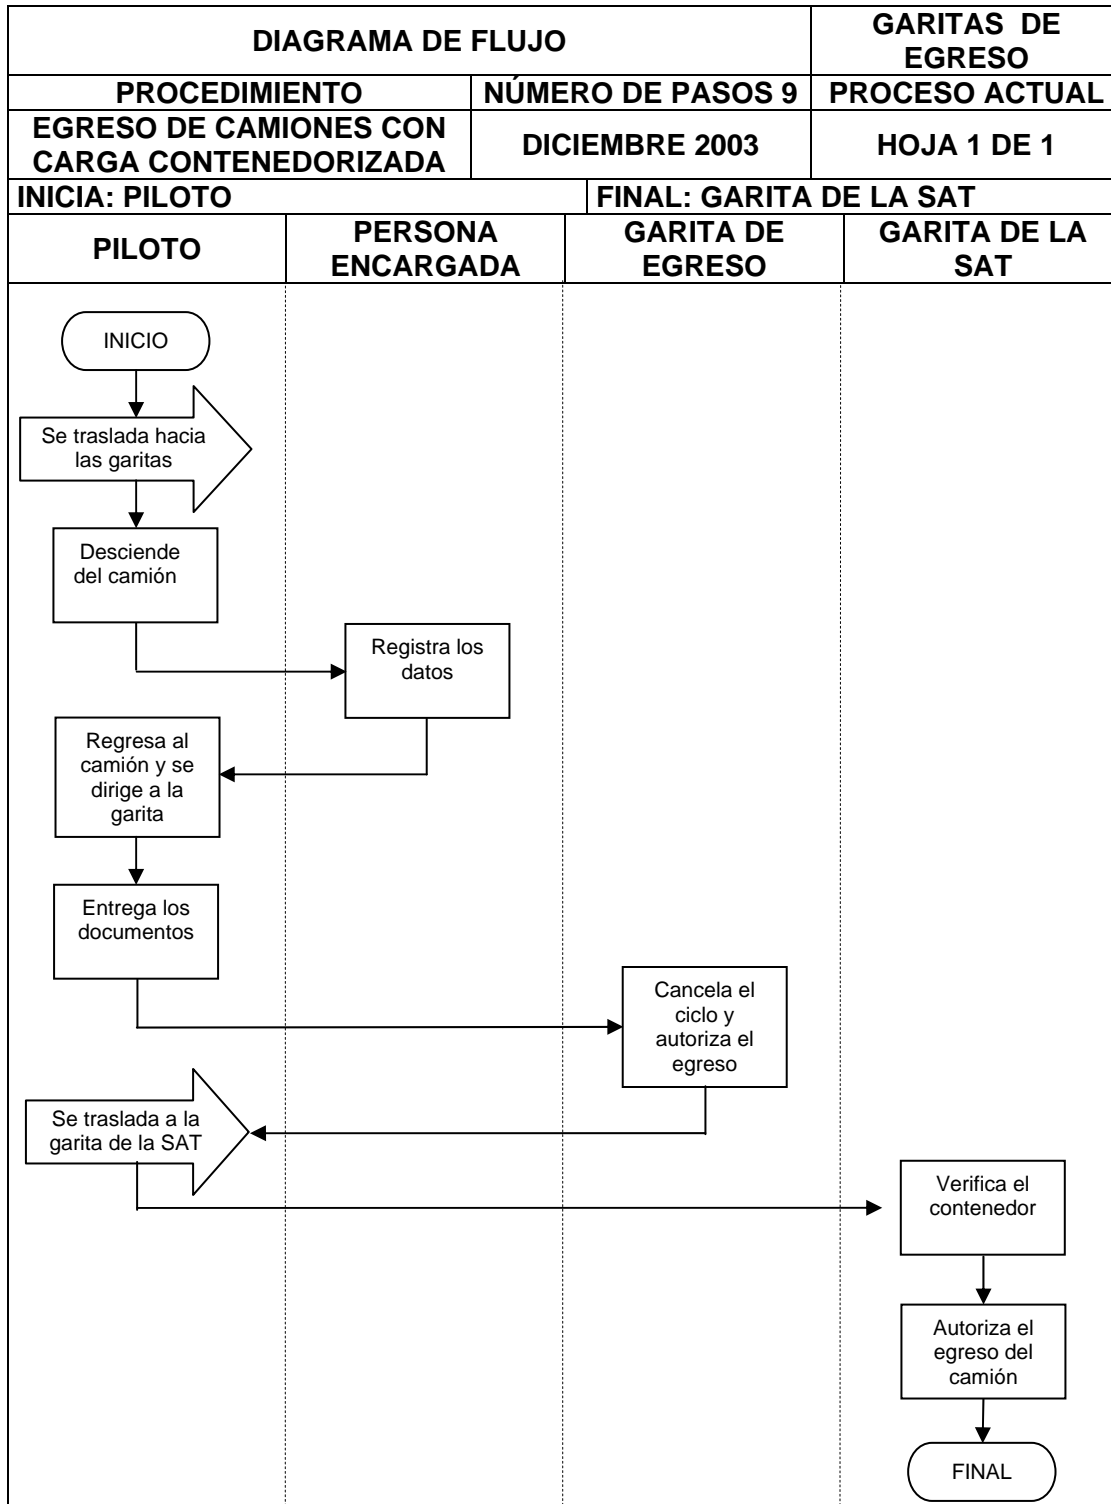 DIAGRAMA DE FLUJO
GARITAS DE
EGRESO
PROCEDIMIENTO
NÚMERO DE PASOS 9
PROCESO ACTUAL
EGRESO DE CAMIONES CON
CARGA CONTENEDORIZADA
DICIEMBRE 2003
HOJA 1 DE 1
INICIA: PILOTO
FINAL: GARITA DE LA SAT
PILOTO
PERSONA
ENCARGADA
GARITA DE
EGRESO
GARITA DE LA
SAT
INICIO
Se traslada hacia
las garitas
Desciende
del camión
Registra los
datos
Regresa al
camión y se
dirige a la
garita
Entrega los
documentos
Cancela el
ciclo y
autoriza el
egreso
Se traslada a la
garita de la SAT
Verifica el
contenedor
Autoriza el
egreso del
camión
FINAL